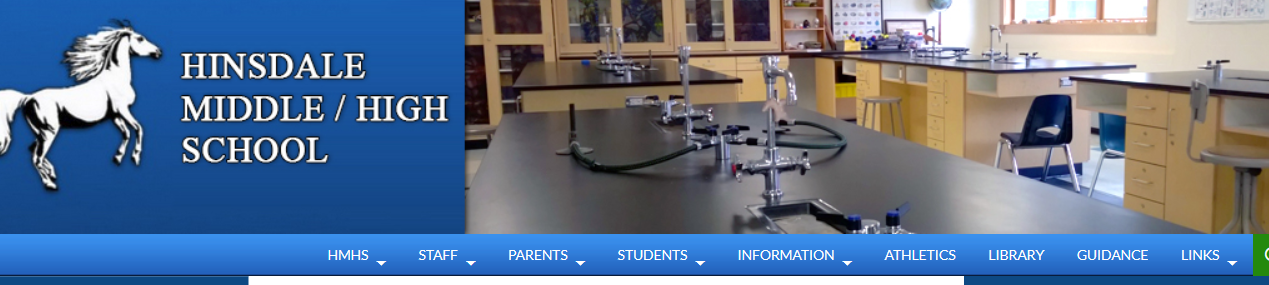 HINSDALE
MIDDLE / HIGH
SCHOOL
HMHS STAFF PARENTS STUDENTS INFORMATION ATHLETICS LIBRARY GUIDANCE LINKS